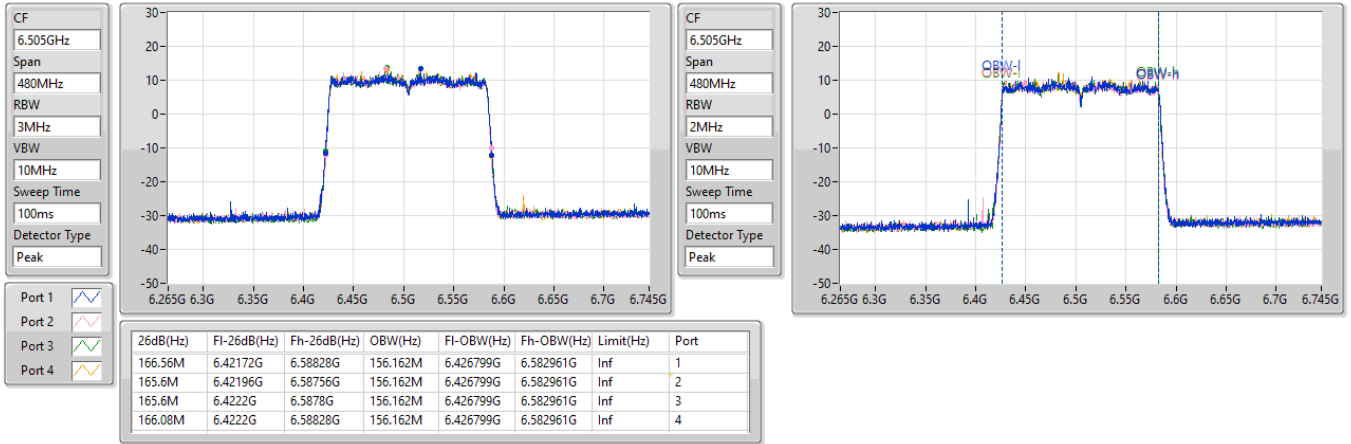 CF
6.505GHz
Span
480MHz
RBW
3MHz
VBW
10MHz
Sweep Time
100ms
Detector Type
Peak
30
20
10
0
-10
-20
-30
-40
-50
6.265G 6.3G 6.35G 6.4G 6.45G 6.5G 6.55G 6.6G 6.65G 6.7G 6.745G
CF
6.505GHz
Span
480MHz
RBW
2MHz
VBW
10MHz
Sweep Time
100ms
Detector Type
Peak
30
20
10
0
-10
-20
-30
-40
-50
OBW-l
OBW-l
OBW-h
6.265G 6.3G 6.35G 6.4G 6.45G 6.5G 6.55G 6.6G 6.65G 6.7G 6.745G
Port 1
Port 2
Port 3
Port 4
26dB(Hz) Fl-26dB(Hz) Fh-26dB(Hz) OBW(Hz) Fl-OBW(Hz) Fh-OBW(Hz) Limit(Hz) Port
166.56M 6.42172G 6.58828G 156.162M 6.426799G 6.582961G Inf 1
165.6M 6.42196G 6.58756G 156.162M 6.426799G 6.582961G Inf 2
165.6M 6.4222G 6.5878G 156.162M 6.426799G 6.582961G Inf 3
166.08M 6.4222G 6.58828G 156.162M 6.426799G 6.582961G Inf 4